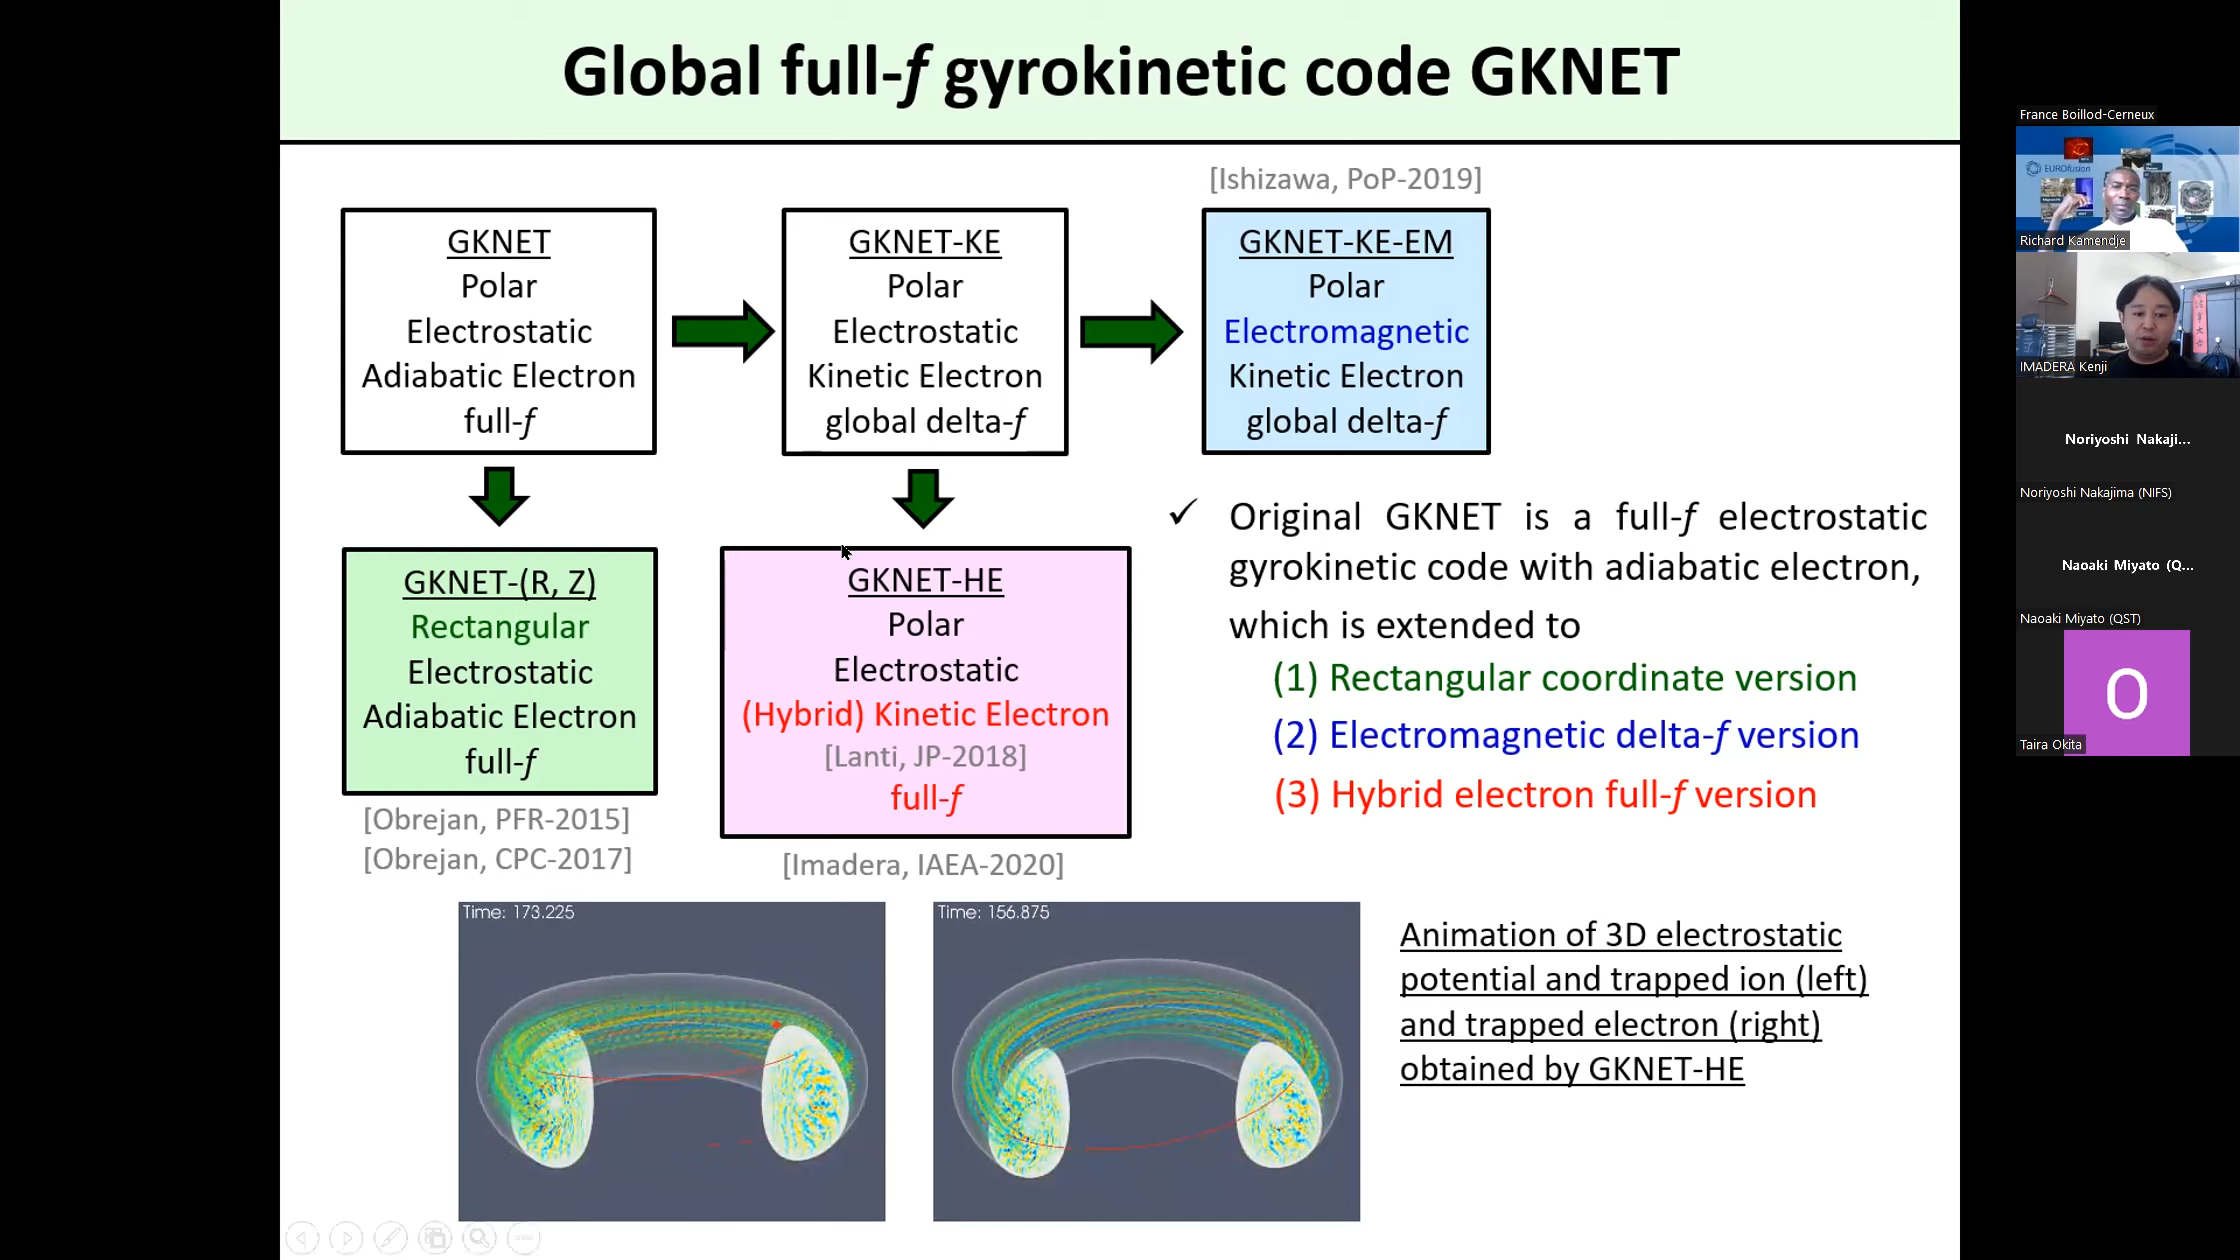 Global full-f gyrokinetic code GKNET
[Ishizawa, PoP-2019]
GKNET
Polar
Electrostatic
Adiabatic Electron
full-f
GKNET-KE
Polar
Electrostatic
Kinetic Electron
global delta-f
GKNET-KE-EM
Polar
Electromagnetic
Kinetic Electron
global delta-f
GKNET-(R, Z)
Rectangular
Electrostatic
Adiabatic Electron
full-f
[Obrejan, PFR-2015]
[Obrejan, CPC-2017]
GKNET-HE
Polar
Electrostatic
(Hybrid) Kinetic Electron
[Lanti, JP-2018]
full-f
[Imadera, IAEA-2020]
✓ Original GKNET is a full-f electrostatic
gyrokinetic code with adiabatic electron,
which is extended to
(1) Rectangular coordinate version
(2) Electromagnetic delta-f version
(3) Hybrid electron full-f version
Time: 173.225
Time: 156.875
Animation of 3D electrostatic
potential and trapped ion (left)
and trapped electron (right)
obtained by GKNET-HE
France Boillod-Cerneux
EUROfusion
Richard Kamendje
IMADERA Kenji
Noriyoshi Nakaji...
Noriyoshi Nakajima (NIFS)
Naoaki Miyato (Q...
Naoaki Miyato (QST)
O
Taira Okita